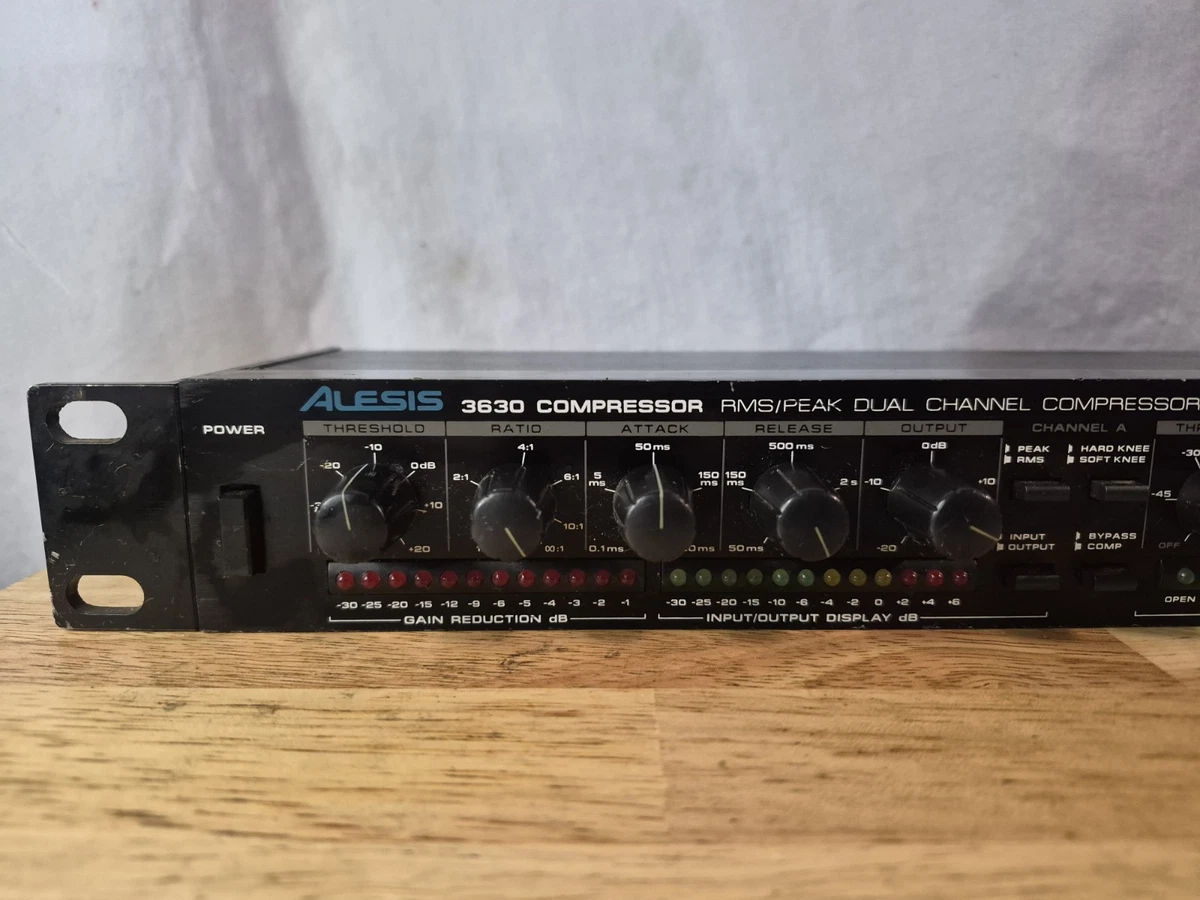 ALESIS 3630 COMPRESSOR RMS/PEAK DUAL CHANNEL COMPRESSOR
POWER
THRESHOLD RATIO ATTACK RELEASE OUTPUT CHANNEL A
-10 4:1 50ms 500ms 0dB
PEAK HARD KNEE
RMS SOFT KNEE
-30
-20 0dB 2:1 6:1 5 ms 150 ms 150 ms 2 s -10 +10
-45
+10 10:1
INPUT BYPASS
OUTPUT COMP
+20 ∞:1 0.1ms 50ms -20
OFF
-30 -25 -20 -15 -12 -9 -6 -5 -4 -3 -2 -1
-30 -25 -20 -15 -10 -6 -4 -2 0 +2 +4 +6
OPEN
GAIN REDUCTION dB
INPUT/OUTPUT DISPLAY dB